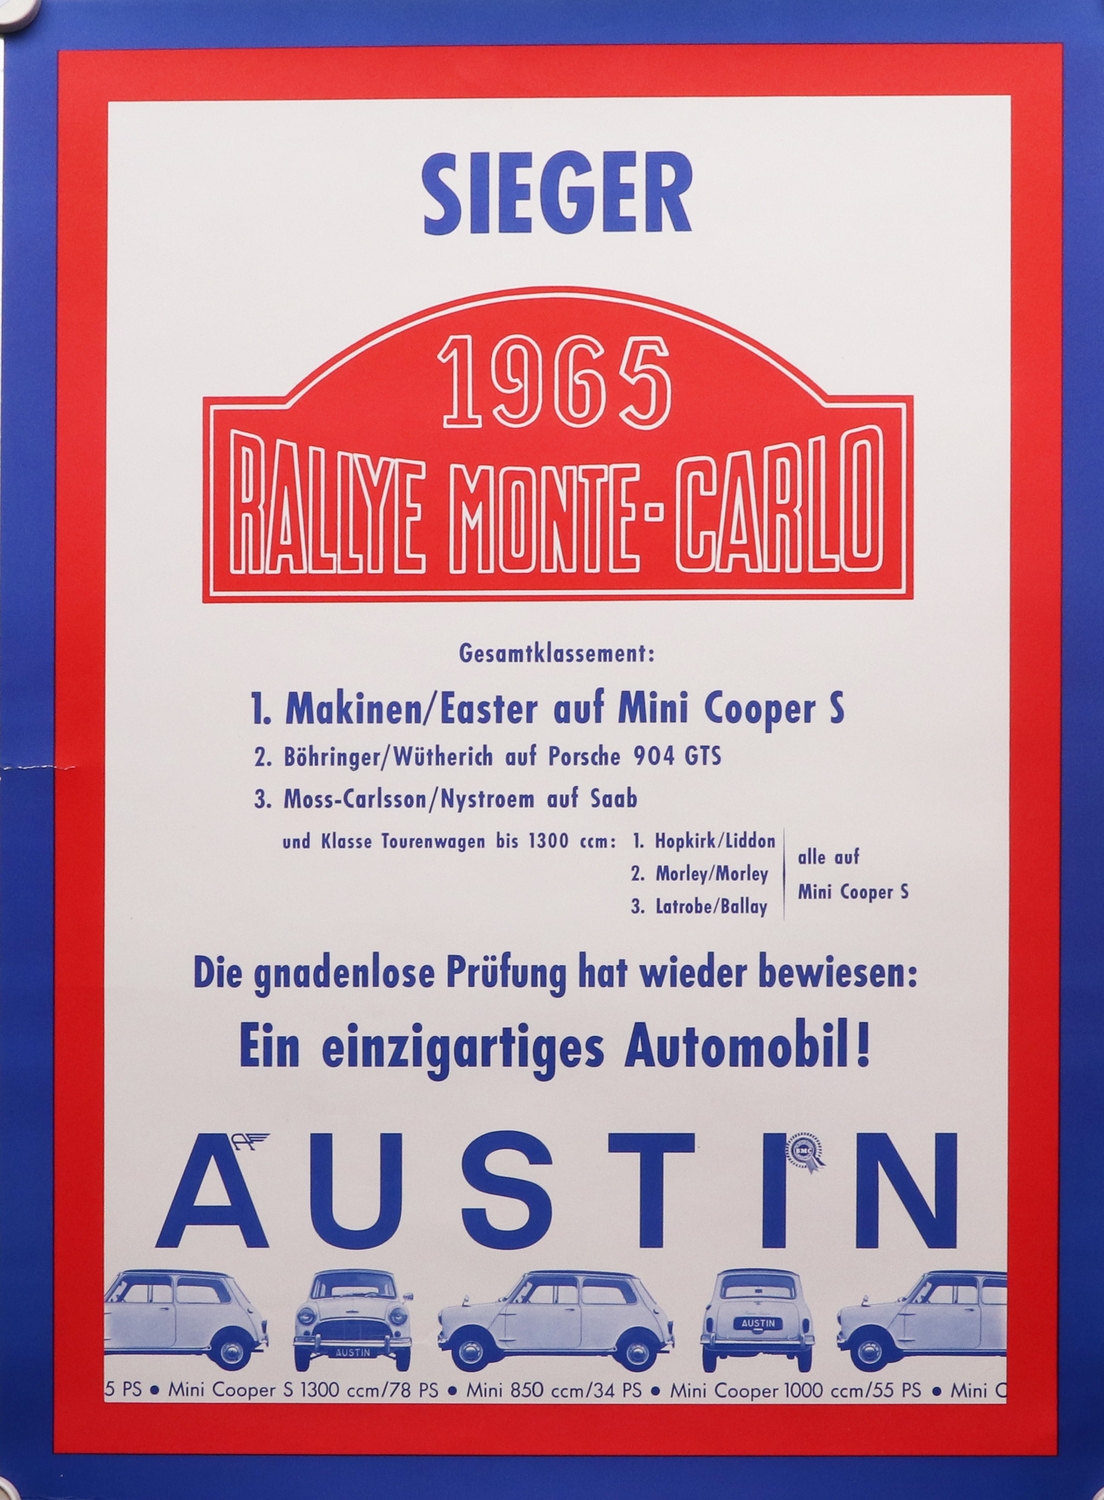 SIEGER
1965
RALLYE MONTE-CARLO
Gesamtklassement:
1. Makinen/Easter auf Mini Cooper S
2. Böhringer/Wütherich auf Porsche 904 GTS
3. Moss-Carlsson/Nystroem auf Saab
und Klasse Tourenwagen bis 1300 ccm: 1. Hopkirk/Liddon
2. Morley/Morley
3. Latrobe/Ballay
alle auf
Mini Cooper S
Die gnadenlose Prüfung hat wieder bewiesen:
Ein einzigartiges Automobil!
AUSTIN
BMC
AUSTIN
AUSTIN
5 PS • Mini Cooper S 1300 ccm/78 PS • Mini 850 ccm/34 PS • Mini Cooper 1000 ccm/55 PS • Mini C